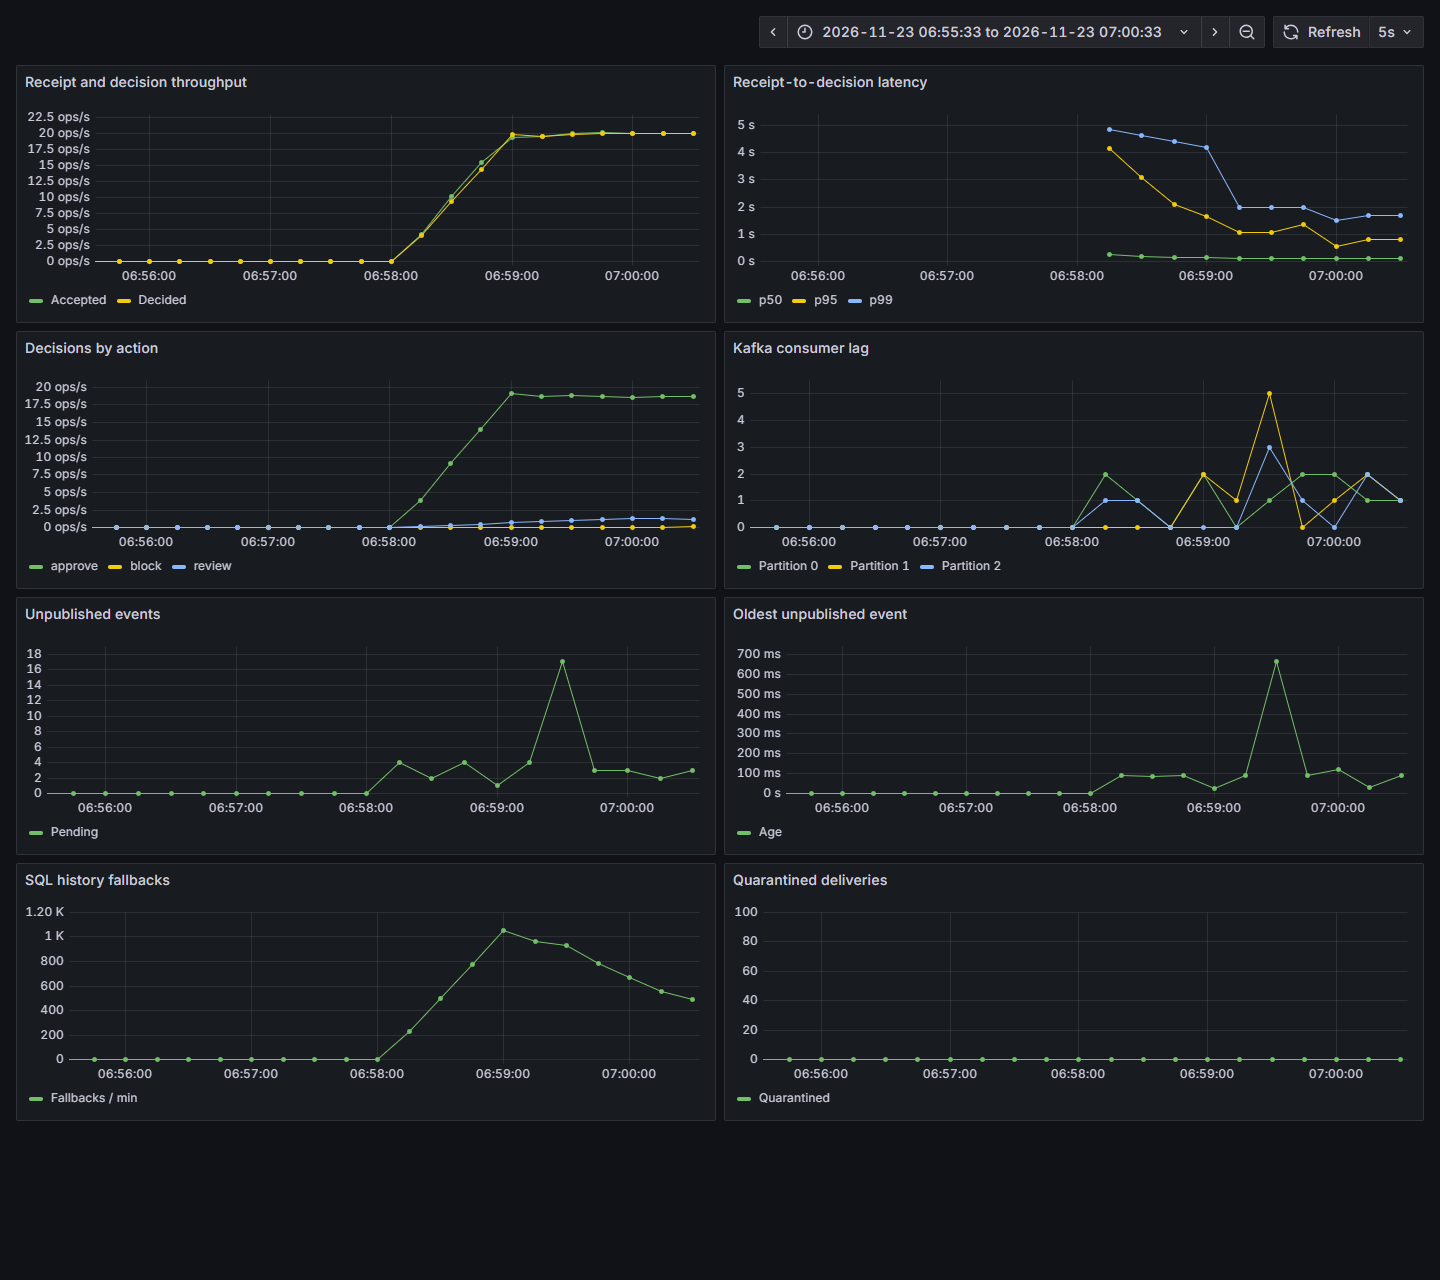 2026-11-23 06:55:33 to 2026-11-23 07:00:33
Refresh
5s
Receipt and decision throughput
22.5 ops/s
20 ops/s
17.5 ops/s
15 ops/s
12.5 ops/s
10 ops/s
7.5 ops/s
5 ops/s
2.5 ops/s
0 ops/s
06:56:00 06:57:00 06:58:00 06:59:00 07:00:00
Accepted Decided
Receipt-to-decision latency
5 s
4 s
3 s
2 s
1 s
0 s
06:56:00 06:57:00 06:58:00 06:59:00 07:00:00
p50 p95 p99
Decisions by action
20 ops/s
17.5 ops/s
15 ops/s
12.5 ops/s
10 ops/s
7.5 ops/s
5 ops/s
2.5 ops/s
0 ops/s
06:56:00 06:57:00 06:58:00 06:59:00 07:00:00
approve block review
Kafka consumer lag
5
4
3
2
1
0
06:56:00 06:57:00 06:58:00 06:59:00 07:00:00
Partition 0 Partition 1 Partition 2
Unpublished events
18
16
14
12
10
8
6
4
2
0
06:56:00 06:57:00 06:58:00 06:59:00 07:00:00
Pending
Oldest unpublished event
700 ms
600 ms
500 ms
400 ms
300 ms
200 ms
100 ms
0 s
06:56:00 06:57:00 06:58:00 06:59:00 07:00:00
Age
SQL history fallbacks
1.20 K
1 K
800
600
400
200
0
06:56:00 06:57:00 06:58:00 06:59:00 07:00:00
Fallbacks / min
Quarantined deliveries
100
80
60
40
20
0
06:56:00 06:57:00 06:58:00 06:59:00 07:00:00
Quarantined